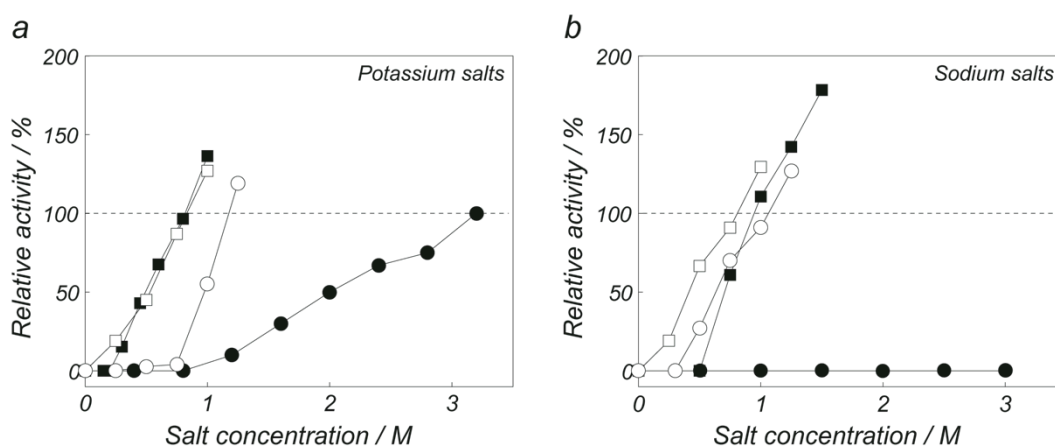 a
b
200
150
100
50
0
Relative activity / %
Potassium salts
0
1
2
3
Salt concentration / M
200
150
100
50
0
Relative activity / %
Sodium salts
0
1
2
3
Salt concentration / M